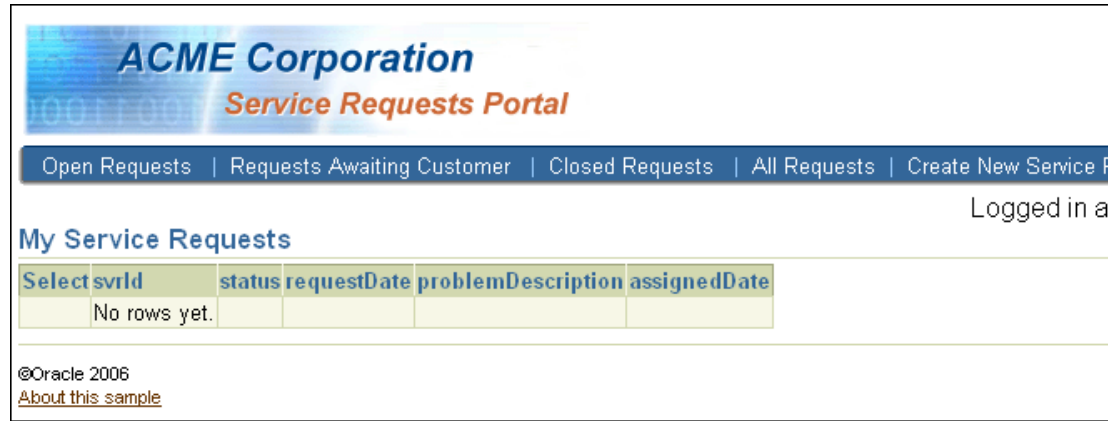 ACME Corporation
Service Requests Portal
Open Requests | Requests Awaiting Customer | Closed Requests | All Requests | Create New Service
Logged in a
My Service Requests
Select svrId status requestDate problemDescription assignedDate
No rows yet.
©Oracle 2006
About this sample